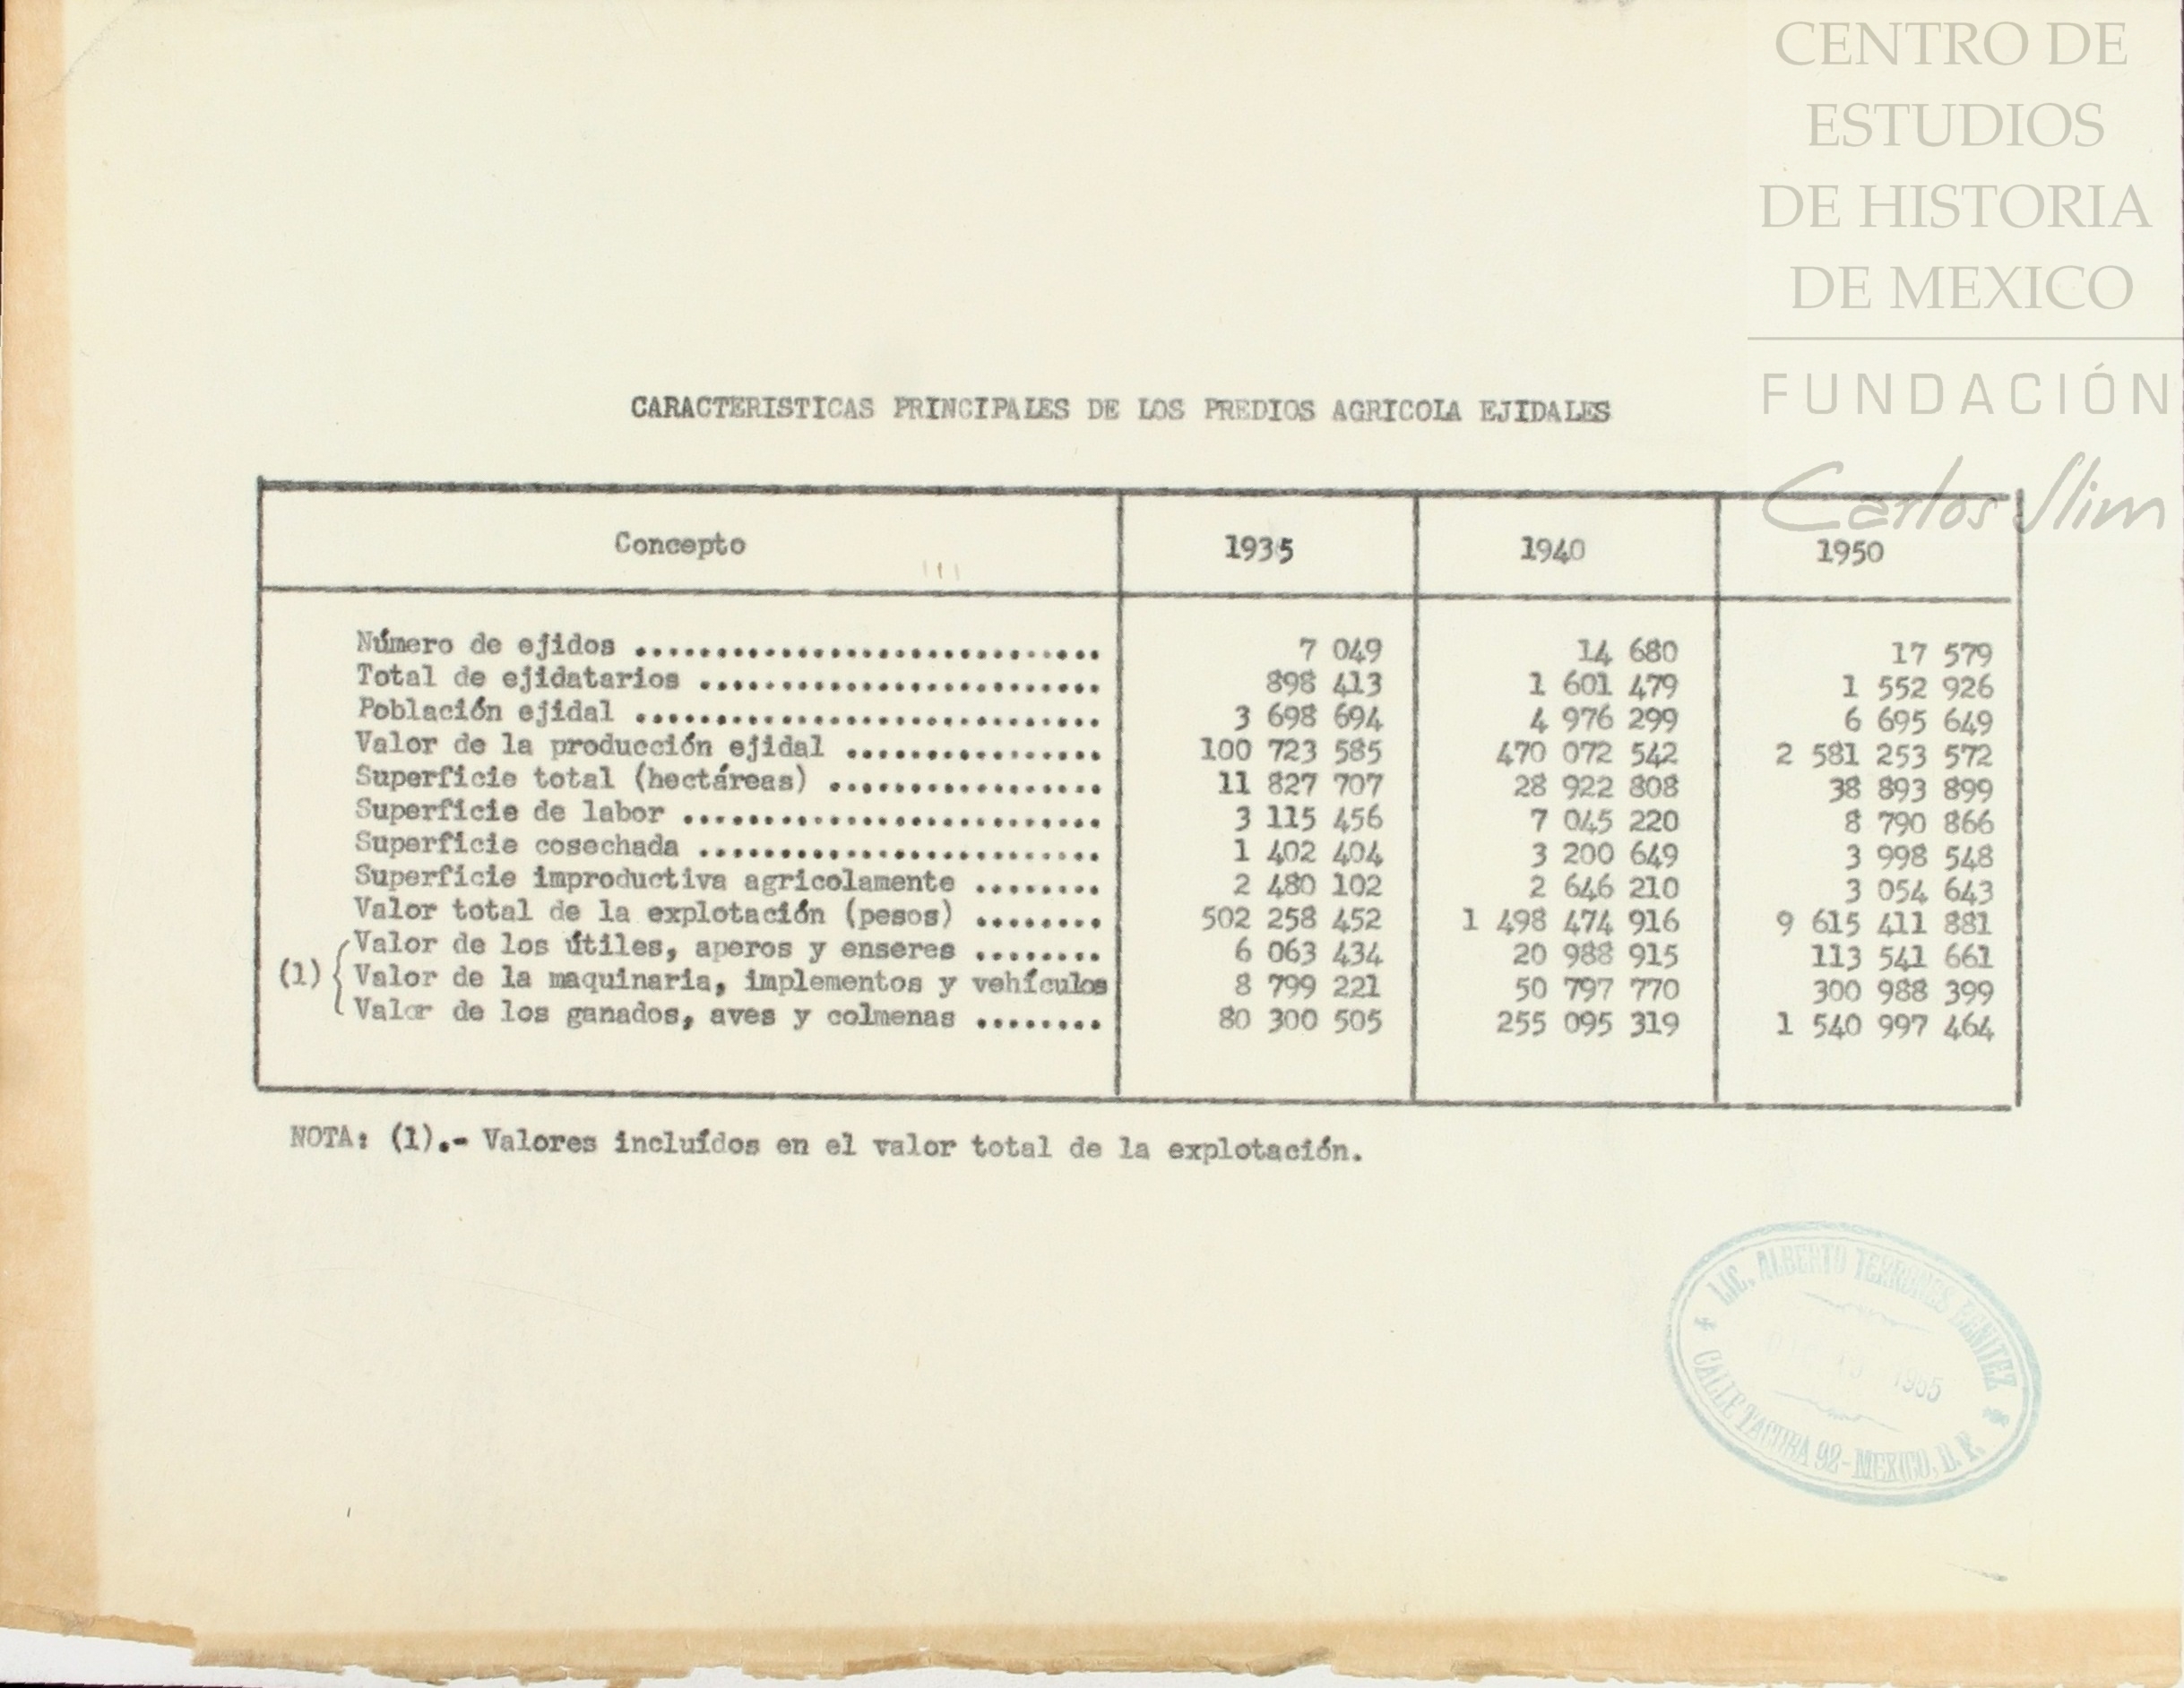 CENTRO DE
ESTUDIOS
DE HISTORIA
DE MEXICO
FUNDACIÓN
Carlos Slim
CARACTERISTICAS PRINCIPALES DE LOS PREDIOS AGRICOLA EJIDALES
Concepto 1935 1940 1950
Número de ejidos ............................. 7 049 14 680 17 579
Total de ejidatarios ......................... 898 413 1 601 479 1 552 926
Población ejidal ............................. 3 698 694 4 976 299 6 695 649
Valor de la producción ejidal ................ 100 723 585 470 072 542 2 581 253 572
Superficie total (hectáreas) ................. 11 827 707 28 922 808 38 893 899
Superficie de labor .......................... 3 115 456 7 045 220 8 790 866
Superficie cosechada ......................... 1 402 404 3 200 649 3 998 548
Superficie improductiva agricolamente ........ 2 480 102 2 646 210 3 054 643
Valor total de la explotación (pesos) ........ 502 258 452 1 498 474 916 9 615 411 881
Valor de los útiles, aperos y enseres ........ 6 063 434 20 988 915 113 541 661
(1) Valor de la maquinaria, implementos y vehículos 8 799 221 50 797 770 300 988 399
Valor de los ganados, aves y colmenas ........ 80 300 505 255 095 319 1 540 997 464
NOTA: (1).- Valores incluídos en el valor total de la explotación.
LIC. ALBERTO TERRONES BENITEZ
1955
CALLE TACUBA 92-MEXICO, D. F.